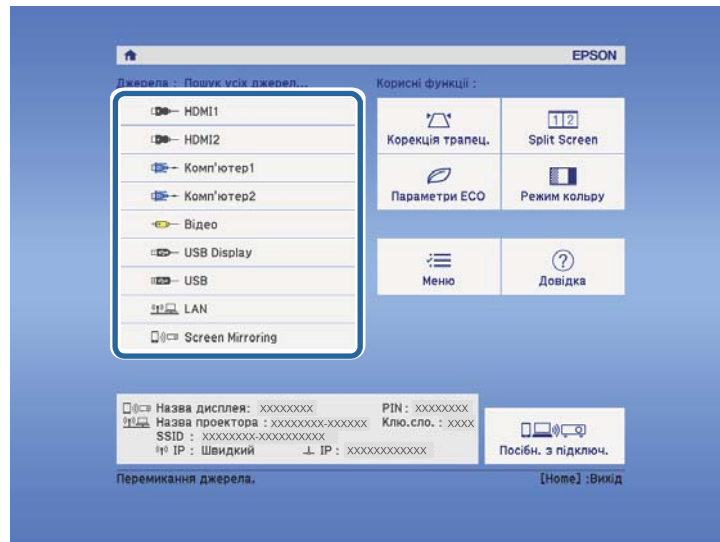 EPSON
Джерела : Пошук усіх джерел...
HDMI1
HDMI2
Комп'ютер1
Комп'ютер2
Відео
USB Display
USB
LAN
Screen Mirroring
Корисні функції :
Корекція трапец.
1 2
Split Screen
Параметри ECO
Режим кольру
Меню
?
Довідка
Назва дисплея: XXXXXXXX PIN : XXXXXXXX
Назва проектора : XXXXXXXX-XXXXXX Клю.сло. : XXXX
SSID : XXXXXXXX-XXXXXXXXXX
IP : Швидкий IP : XXXXXXXXXXXX
Посібн. з підключ.
Перемикання джерела. [Home] :Вихід